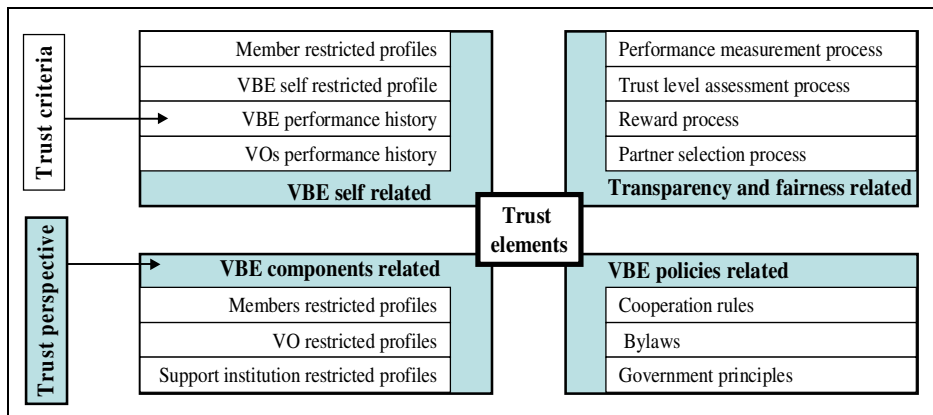 Trust criteria
Member restricted profiles
VBE self restricted profile
VBE performance history
VOs performance history
VBE self related
Performance measurement process
Trust level assessment process
Reward process
Partner selection process
Transparency and fairness related
Trust
elements
Trust perspective
VBE components related
Members restricted profiles
VO restricted profiles
Support institution restricted profiles
VBE policies related
Cooperation rules
Bylaws
Government principles